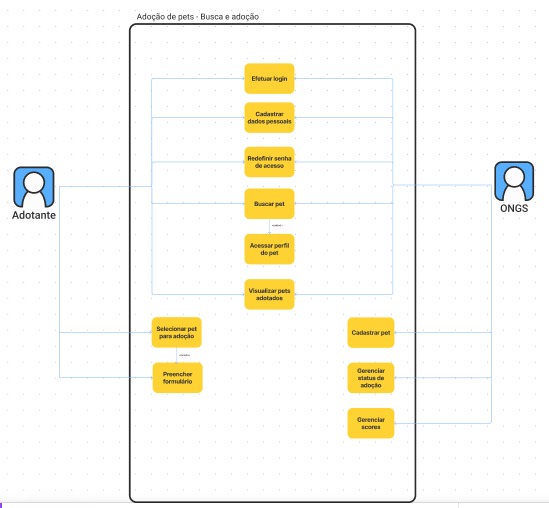 Adoção de pets - Busca e adoção
Efetuar login
Cadastrar
dados pessoais
Redefinir senha
de acesso
Buscar pet
Adotante
ONGS
Acessar perfil
do pet
Visualizar pets
adotados
Selecionar pet
para adoção
Cadastrar pet
Preencher
formulário
Gerenciar
status de
adoção
Gerenciar
scores